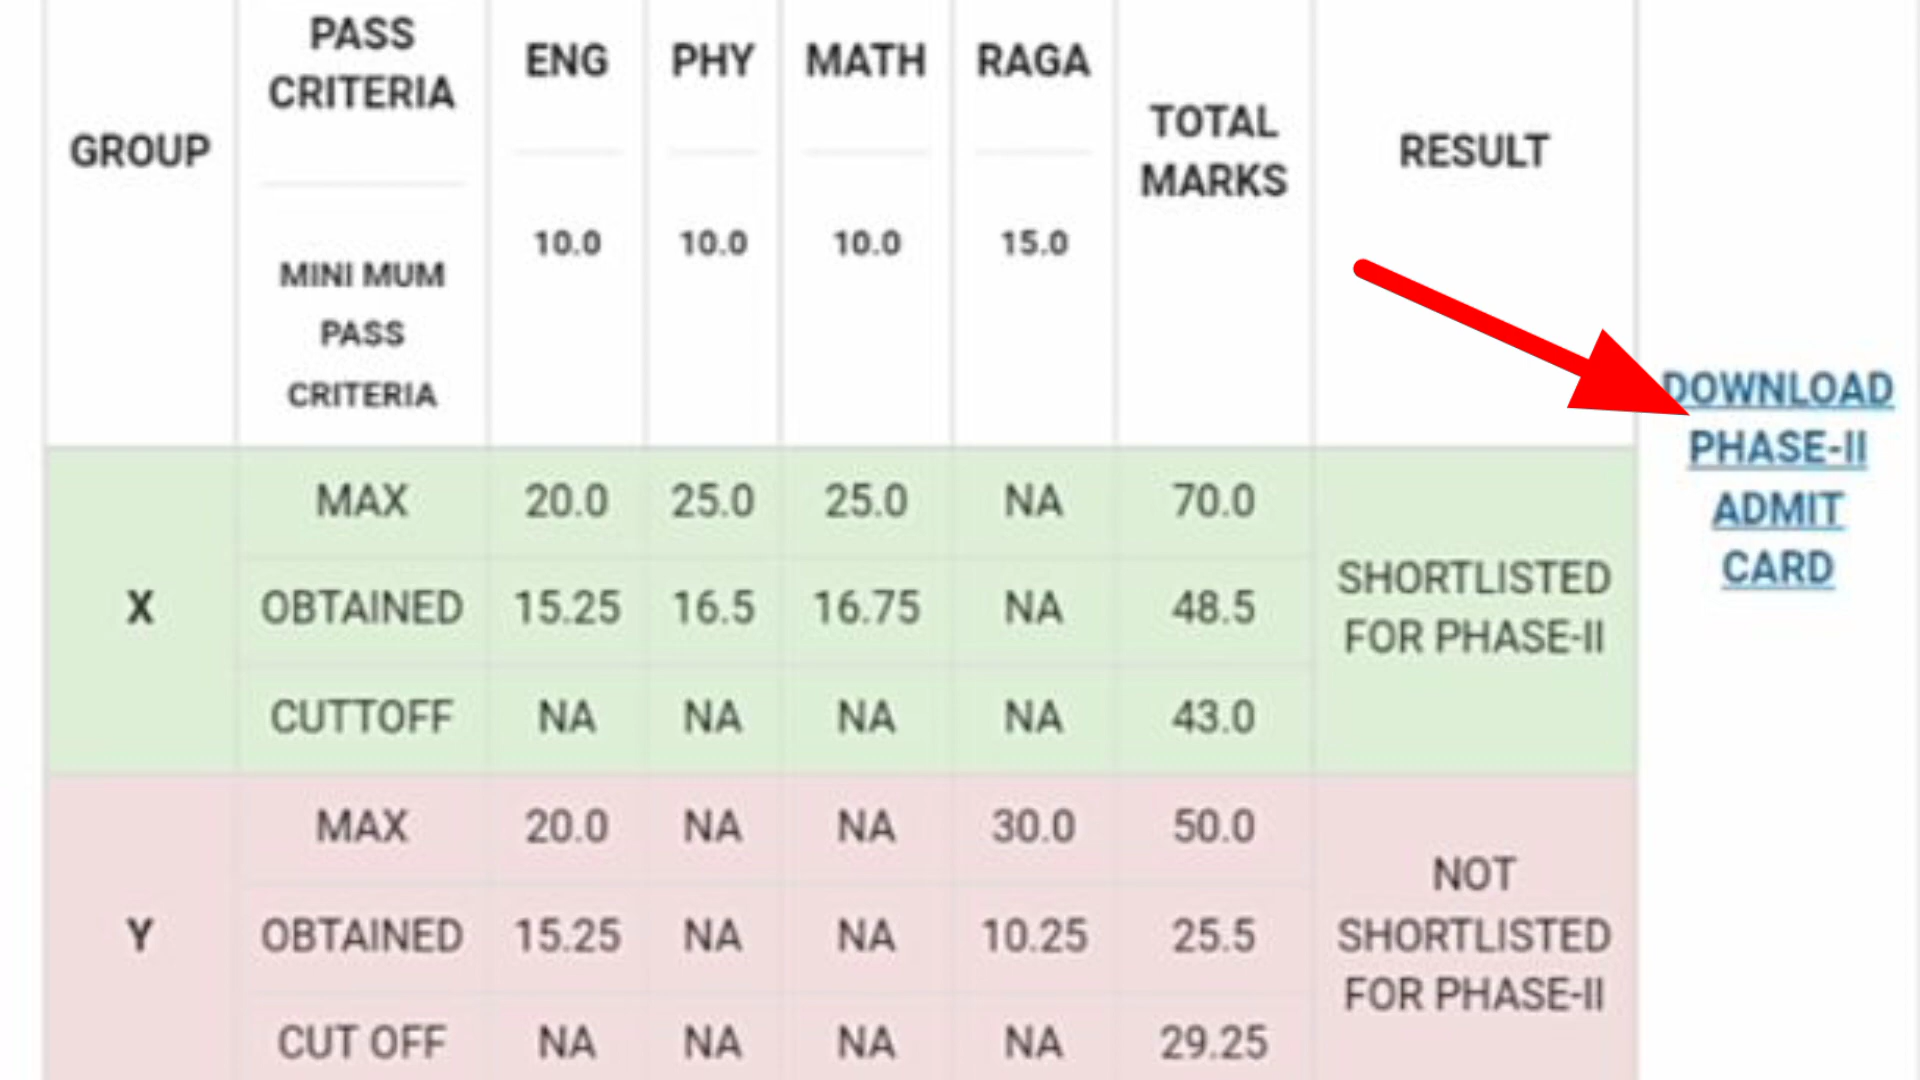 GROUP
PASS
CRITERIA
MINI MUM
PASS
CRITERIA
ENG
10.0
PHY
10.0
MATH
10.0
RAGA
15.0
TOTAL
MARKS
RESULT
DOWNLOAD
PHASE-II
ADMIT
CARD
X
MAX 20.0 25.0 25.0 NA 70.0
OBTAINED 15.25 16.5 16.75 NA 48.5
CUTTOFF NA NA NA NA 43.0
SHORTLISTED
FOR PHASE-II
Y
MAX 20.0 NA NA 30.0 50.0
OBTAINED 15.25 NA NA 10.25 25.5
CUT OFF NA NA NA NA 29.25
NOT
SHORTLISTED
FOR PHASE-II